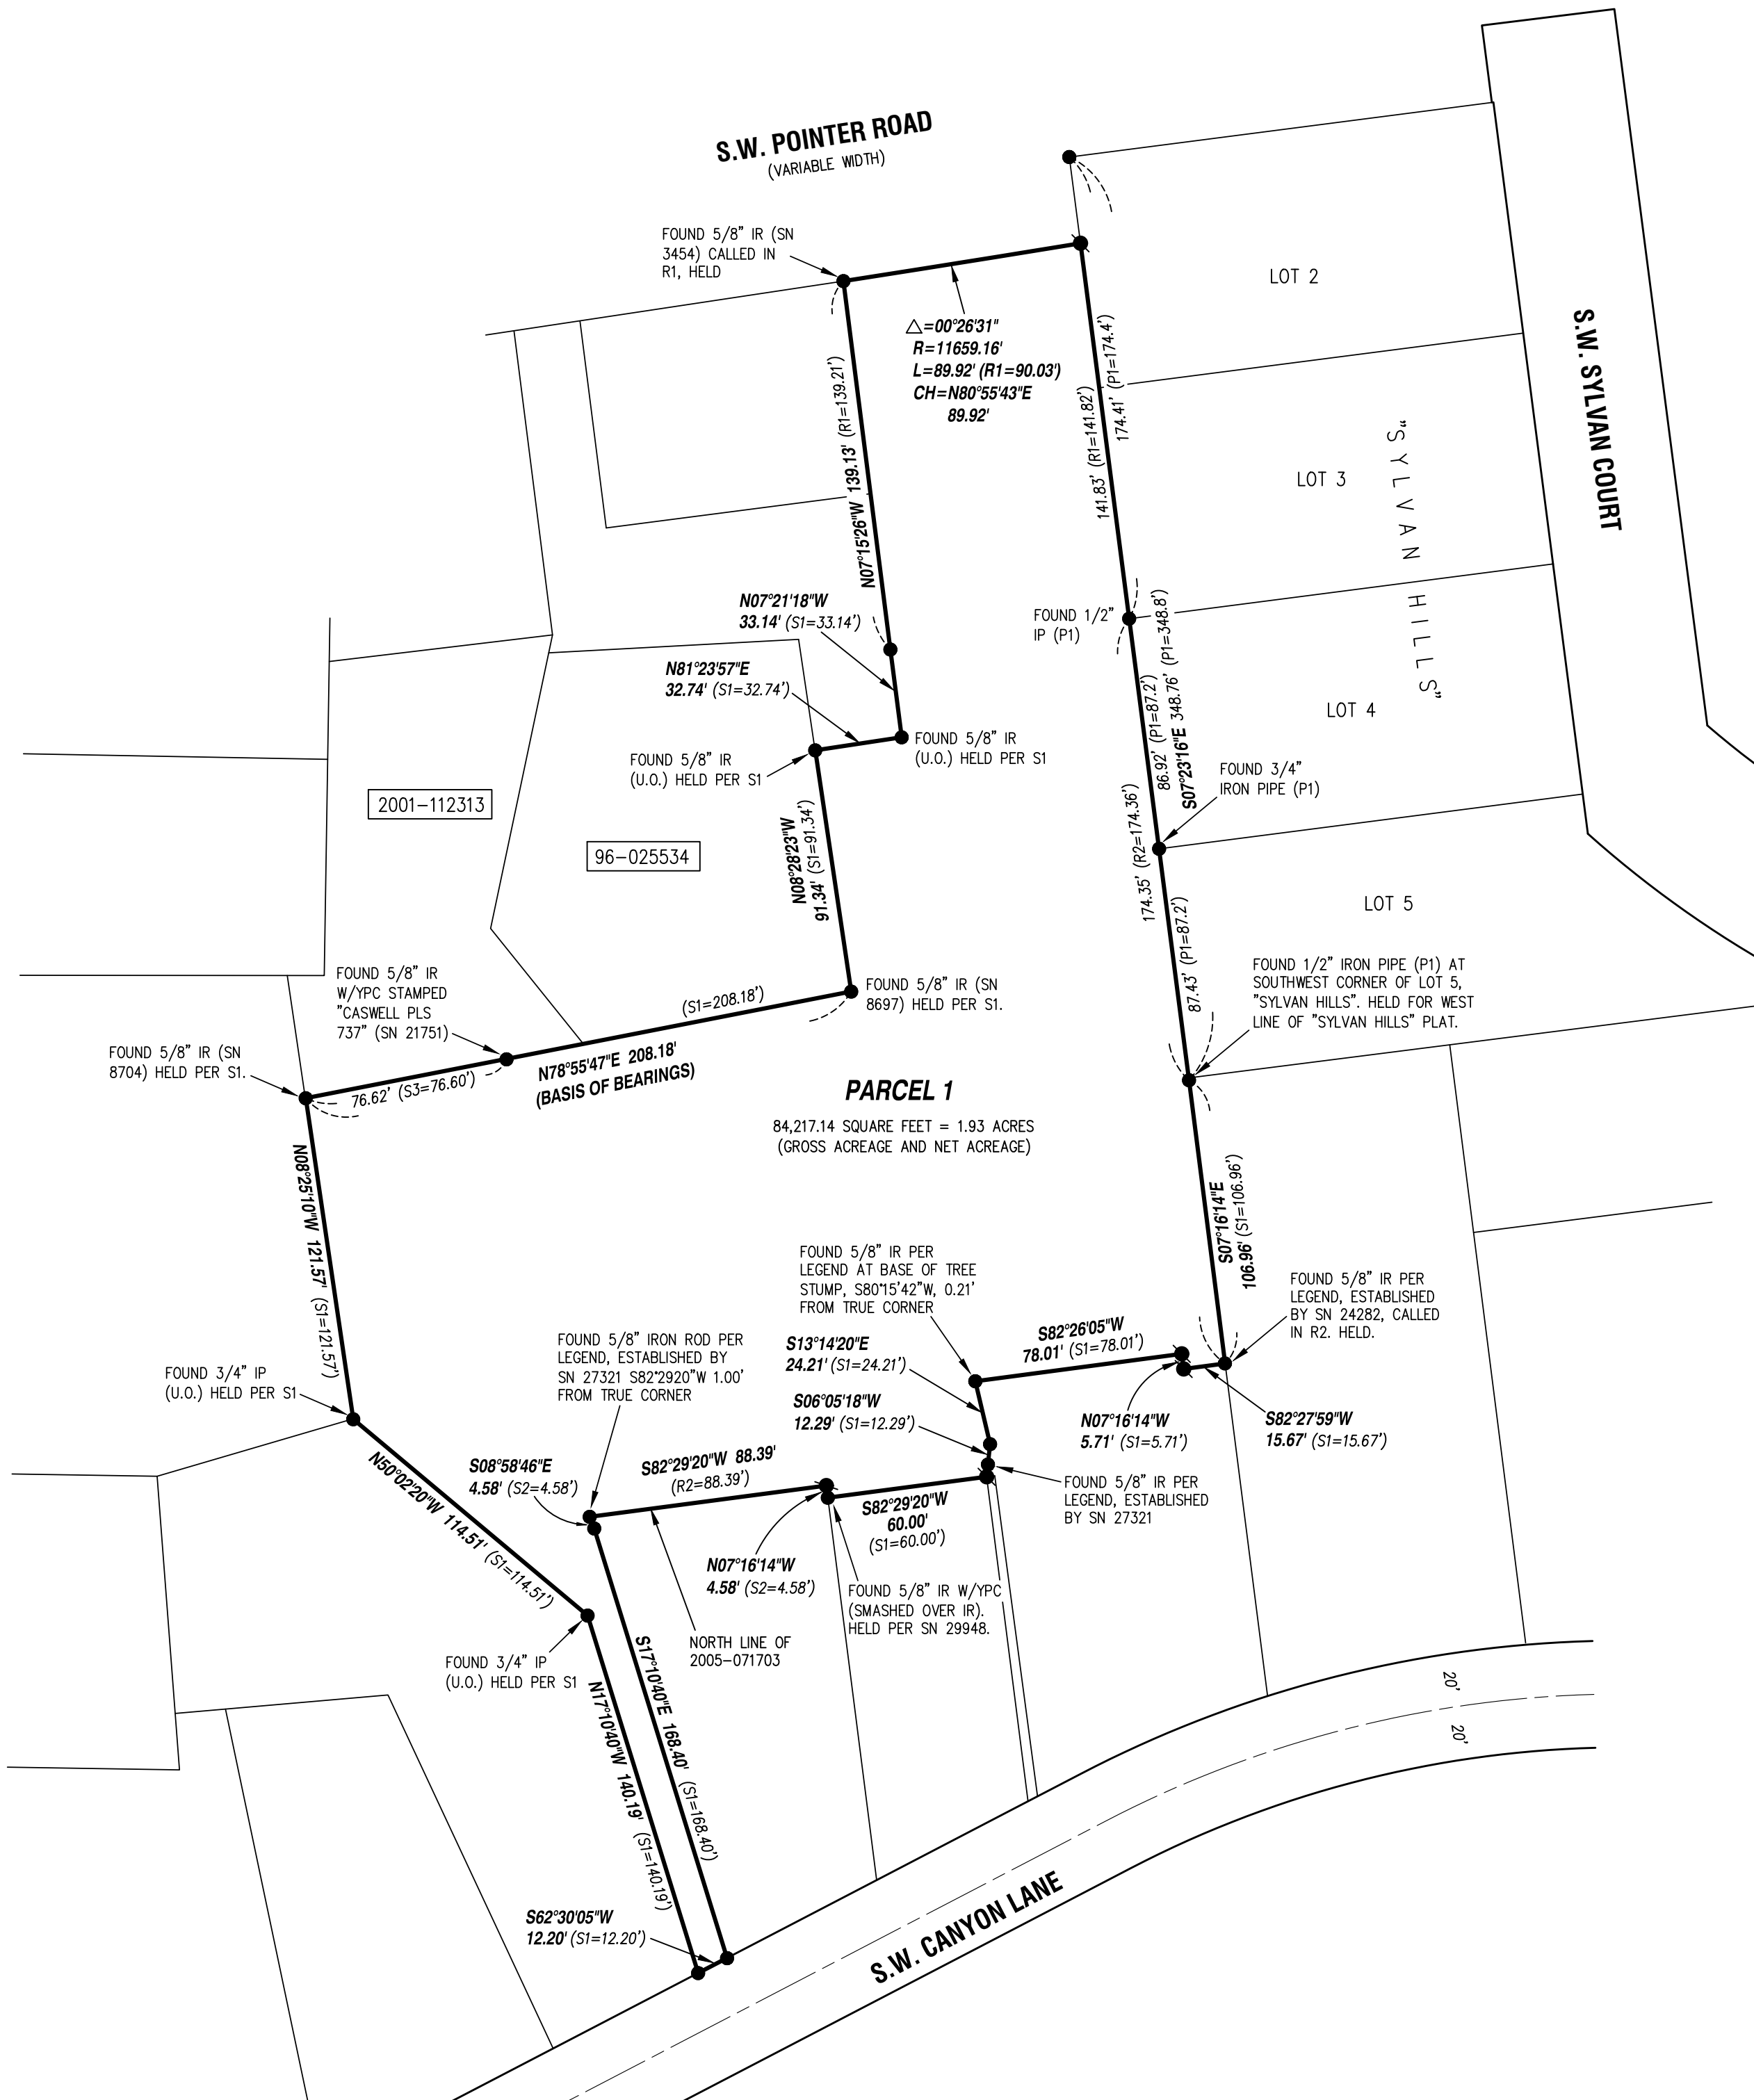 S.W. POINTER ROAD
(VARIABLE WIDTH)
FOUND 5/8" IR (SN
3454) CALLED IN
R1, HELD
△=00°26'31"
R=11659.16'
L=89.92' (R1=90.03')
CH=N80°55'43"E
89.92'
LOT 2
S.W. SYLVAN COURT
174.41' (P1=174.4')
141.83' (R1=141.82')
N07°15'26"W 139.13' (R1=139.21')
LOT 3
"SYLVAN HILLS"
N07°21'18"W
33.14' (S1=33.14')
FOUND 1/2"
IP (P1)
N81°23'57"E
32.74' (S1=32.74')
S07°23'16"E 348.76' (P1=348.8')
86.92' (P1=87.2')
LOT 4
FOUND 5/8" IR
(U.O.) HELD PER S1
FOUND 5/8" IR
(U.O.) HELD PER S1
FOUND 3/4"
IRON PIPE (P1)
2001-112313
96-025534
N08°28'23"W
91.34' (S1=91.34')
174.35' (R2=174.36')
LOT 5
87.43' (P1=87.2')
FOUND 5/8" IR
W/YPC STAMPED
"CASWELL PLS
737" (SN 21751)
(S1=208.18')
FOUND 5/8" IR (SN
8697) HELD PER S1.
FOUND 1/2" IRON PIPE (P1) AT
SOUTHWEST CORNER OF LOT 5,
"SYLVAN HILLS". HELD FOR WEST
LINE OF "SYLVAN HILLS" PLAT.
FOUND 5/8" IR (SN
8704) HELD PER S1.
76.62' (S3=76.60')
N78°55'47"E 208.18'
(BASIS OF BEARINGS)
PARCEL 1
84,217.14 SQUARE FEET = 1.93 ACRES
(GROSS ACREAGE AND NET ACREAGE)
N08°25'10"W 121.57' (S1=121.57')
S07°16'14"E
106.96' (S1=106.96')
FOUND 5/8" IR PER
LEGEND AT BASE OF TREE
STUMP, S80°15'42"W, 0.21'
FROM TRUE CORNER
FOUND 5/8" IR PER
LEGEND, ESTABLISHED
BY SN 24282, CALLED
IN R2. HELD.
FOUND 5/8" IRON ROD PER
LEGEND, ESTABLISHED BY
SN 27321 S82°2920"W 1.00'
FROM TRUE CORNER
S13°14'20"E
24.21' (S1=24.21')
S82°26'05"W
78.01' (S1=78.01')
FOUND 3/4" IP
(U.O.) HELD PER S1
S06°05'18"W
12.29' (S1=12.29')
N07°16'14"W
5.71' (S1=5.71')
S82°27'59"W
15.67' (S1=15.67')
N50°02'20"W 114.51' (S1=114.51')
S08°58'46"E
4.58' (S2=4.58')
S82°29'20"W 88.39'
(R2=88.39')
FOUND 5/8" IR PER
LEGEND, ESTABLISHED
BY SN 27321
S82°29'20"W
60.00'
(S1=60.00')
N07°16'14"W
4.58' (S2=4.58')
FOUND 5/8" IR W/YPC
(SMASHED OVER IR).
HELD PER SN 29948.
NORTH LINE OF
2005-071703
FOUND 3/4" IP
(U.O.) HELD PER S1
S17°10'40"E 168.40' (S1=168.40')
N17°10'40"W 140.19' (S1=140.19')
20'
20'
S62°30'05"W
12.20' (S1=12.20')
S.W. CANYON LANE